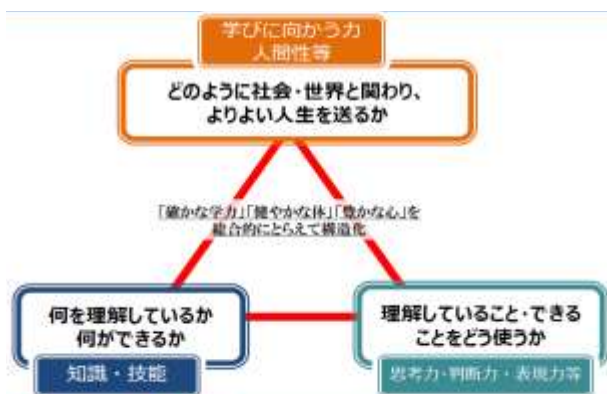 学びに向かう力
人間性等
どのように社会・世界と関わり、
よりよい人生を送るか
「確かな学力」「健やかな体」「豊かな心」を
総合的にとらえて構造化
何を理解しているか
何ができるか
知識・技能
理解していること・できる
ことをどう使うか
思考力・判断力・表現力等